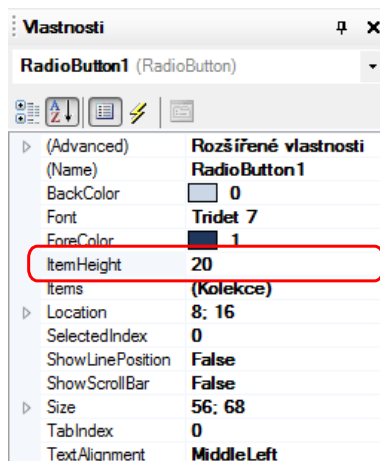 Vlastnosti
RadioButton1 (RadioButton)
(Advanced) Rozšířené vlastnosti
(Name) RadioButton1
BackColor 0
Font Tridet 7
ForeColor 1
ItemHeight 20
Items (Kolekce)
Location 8; 16
SelectedIndex 0
ShowLinePosition False
ShowScrollBar False
Size 56; 68
TabIndex 0
TextAlignment MiddleLeft